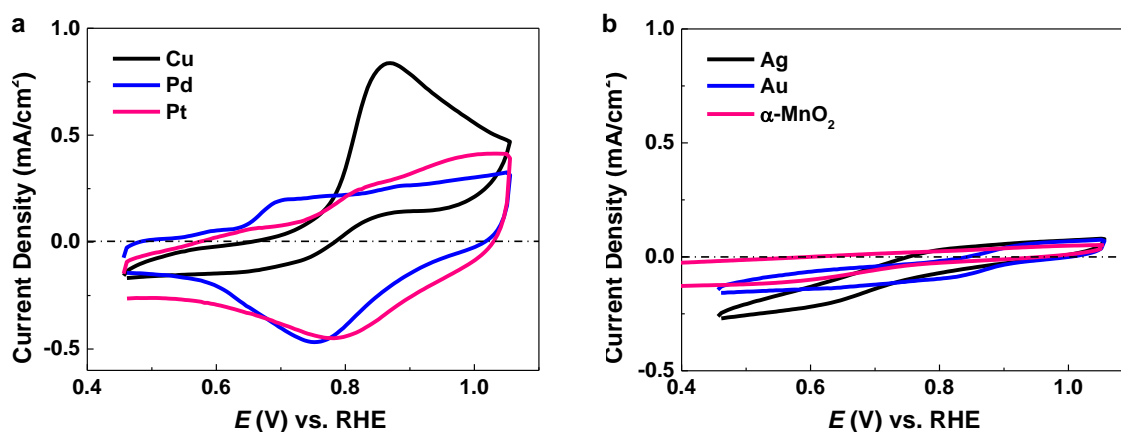 a
1.0
0.5
0.0
-0.5
Current Density (mA/cm²)
Cu
Pd
Pt
0.4 0.6 0.8 1.0
E (V) vs. RHE
b
1.0
0.5
0.0
-0.5
-1.0
Current Density (mA/cm²)
Ag
Au
α-MnO₂
0.4 0.6 0.8 1.0
E (V) vs. RHE